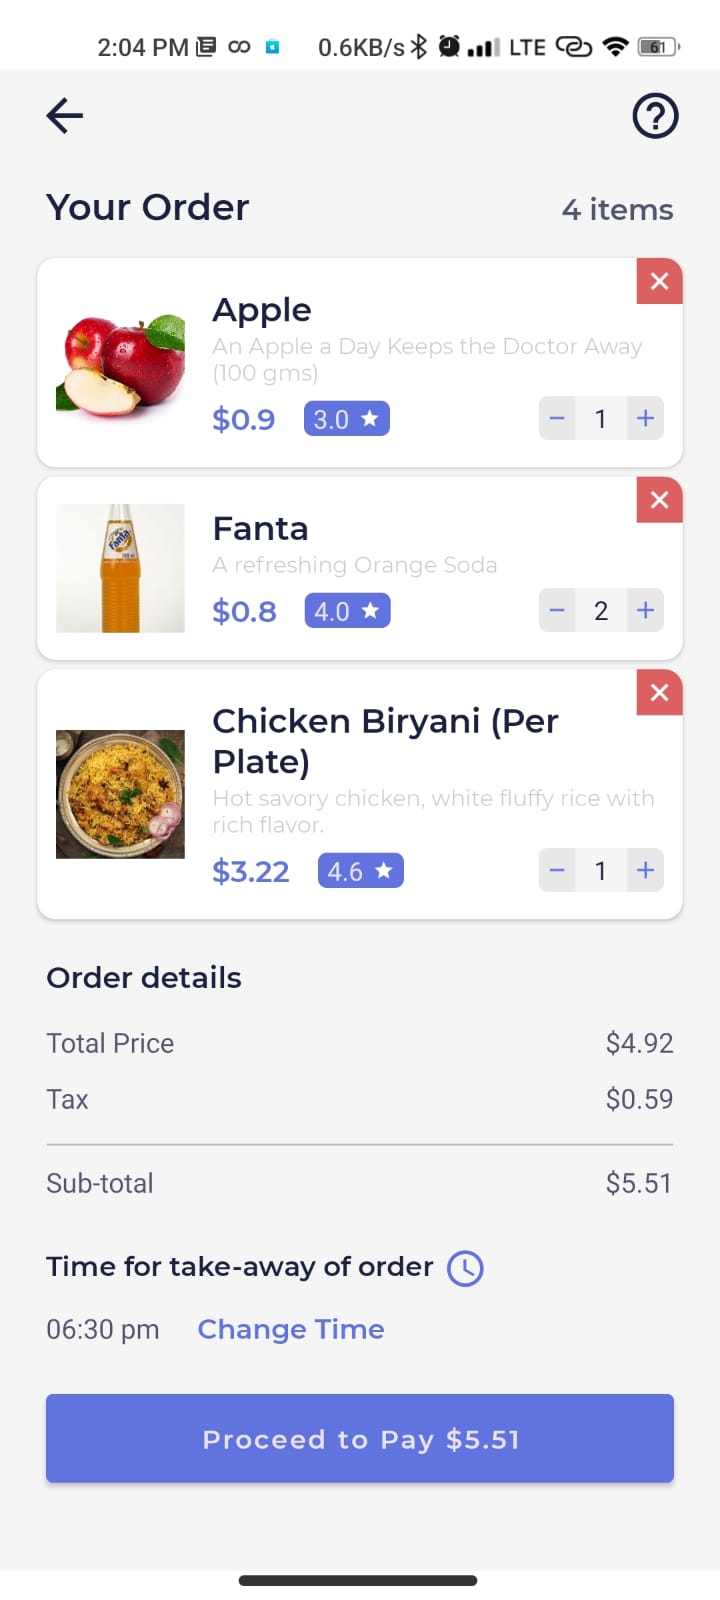 2:04 PM 0.6KB/s LTE 61
Your Order 4 items
Apple
An Apple a Day Keeps the Doctor Away
(100 gms)
$0.9 3.0 ★ − 1 +
Fanta
Fanta
A refreshing Orange Soda
$0.8 4.0 ★ − 2 +
Chicken Biryani (Per
Plate)
Hot savory chicken, white fluffy rice with
rich flavor.
$3.22 4.6 ★ − 1 +
Order details
Total Price $4.92
Tax $0.59
Sub-total $5.51
Time for take-away of order
06:30 pm Change Time
Proceed to Pay $5.51